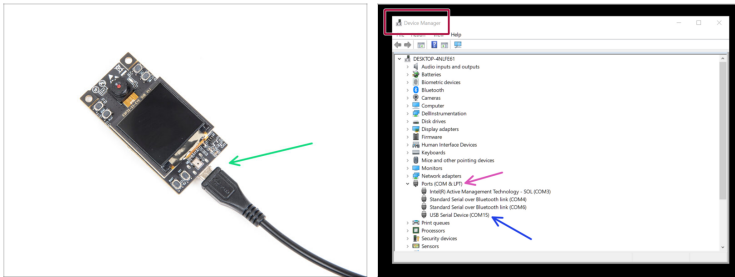 Device Manager
Help
DESKTOP-4NLFE61
Audio inputs and outputs
Batteries
Biometric devices
Bluetooth
Cameras
Computer
DellInstrumentation
Disk drives
Display adapters
Firmware
Human Interface Devices
Keyboards
Mice and other pointing devices
Monitors
Network adapters
Ports (COM & LPT)
Intel(R) Active Management Technology - SOL (COM3)
Standard Serial over Bluetooth link (COM4)
Standard Serial over Bluetooth link (COM6)
USB Serial Device (COM15)
Print queues
Processors
Security devices
Sensors